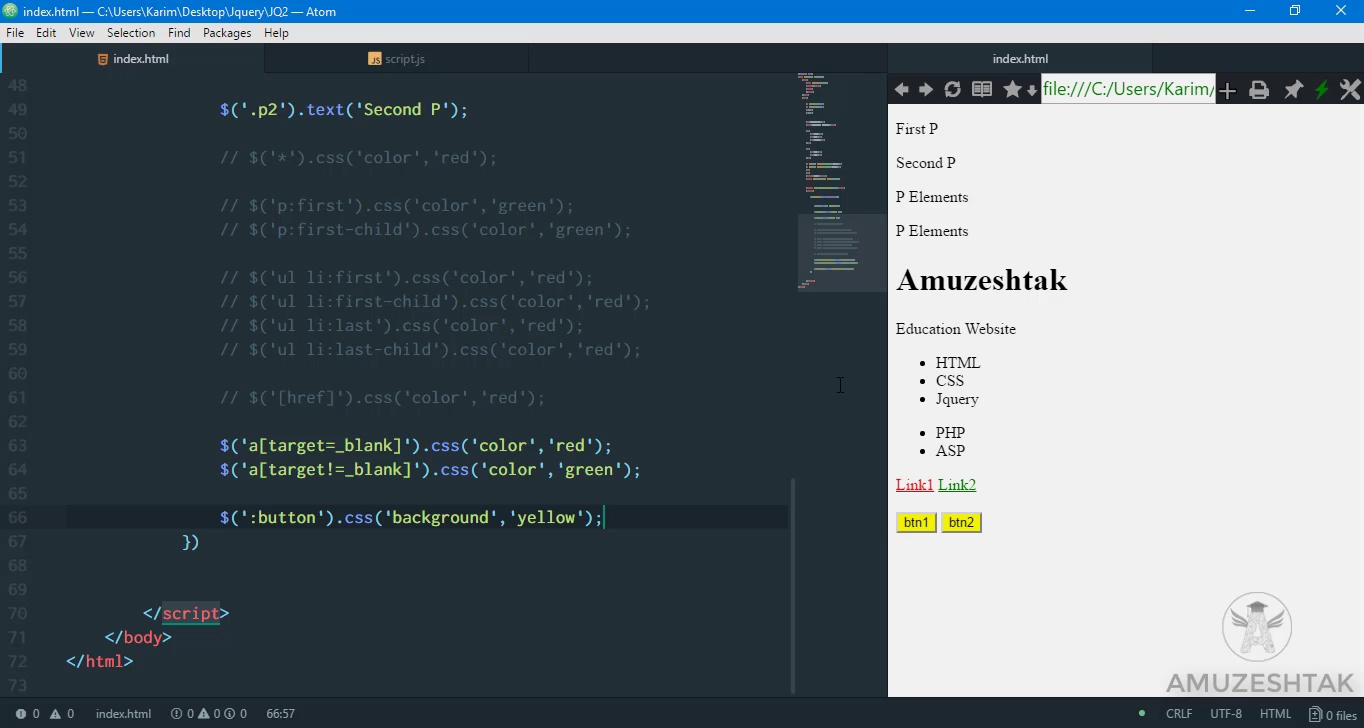 index.html — C:\Users\Karim\Desktop\Jquery\JQ2 — Atom
File Edit View Selection Find Packages Help
index.html
script.js
index.html
file:///C:/Users/Karim/
48
49 $('.p2').text('Second P');
50
51 // $('*').css('color','red');
52
53 // $('p:first').css('color','green');
54 // $('p:first-child').css('color','green');
55
56 // $('ul li:first').css('color','red');
57 // $('ul li:first-child').css('color','red');
58 // $('ul li:last').css('color','red');
59 // $('ul li:last-child').css('color','red');
60
61 // $('[href]').css('color','red');
62
63 $('a[target=_blank]').css('color','red');
64 $('a[target!=_blank]').css('color','green');
65
66 $(':button').css('background','yellow');
67 })
68
69
70 </script>
71 </body>
72 </html>
73
First P
Second P
P Elements
P Elements
Amuzeshtak
Education Website
• HTML
• CSS
• Jquery
• PHP
• ASP
Link1 Link2
btn1 btn2
AMUZESHTAK
0 0 index.html 0 0 0 66:57 CRLF UTF-8 HTML 0 files